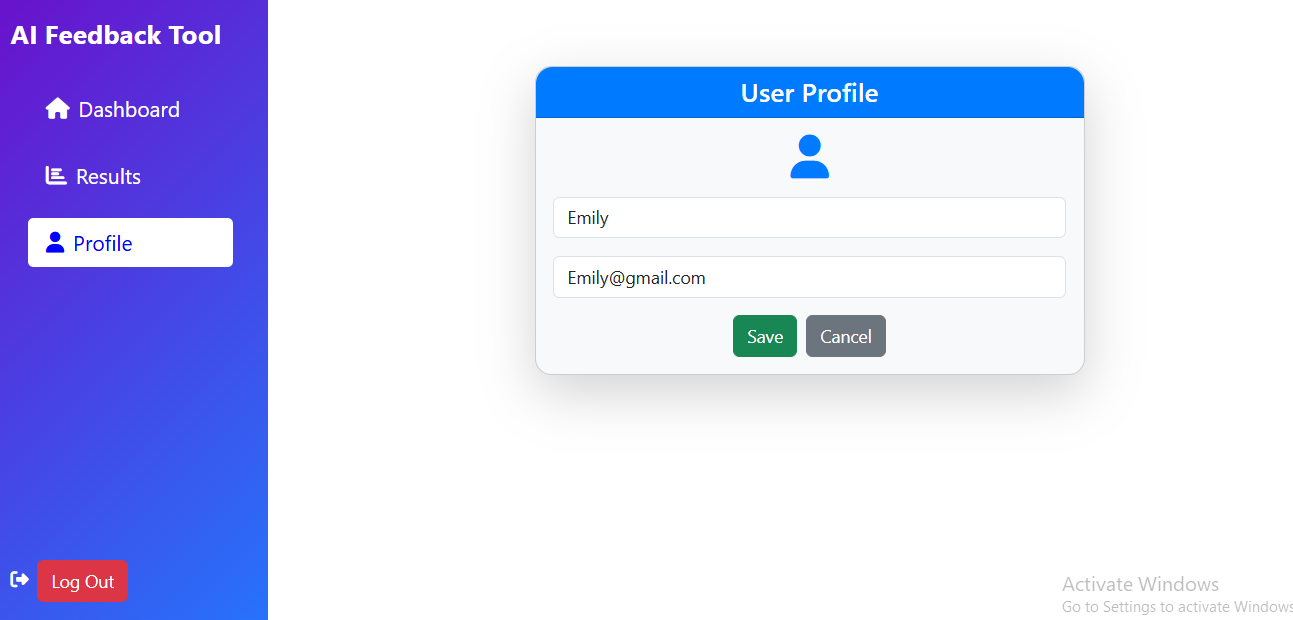 AI Feedback Tool
Dashboard
Results
Profile
Log Out
User Profile
Emily
Emily@gmail.com
Save Cancel
Activate Windows
Go to Settings to activate Windows